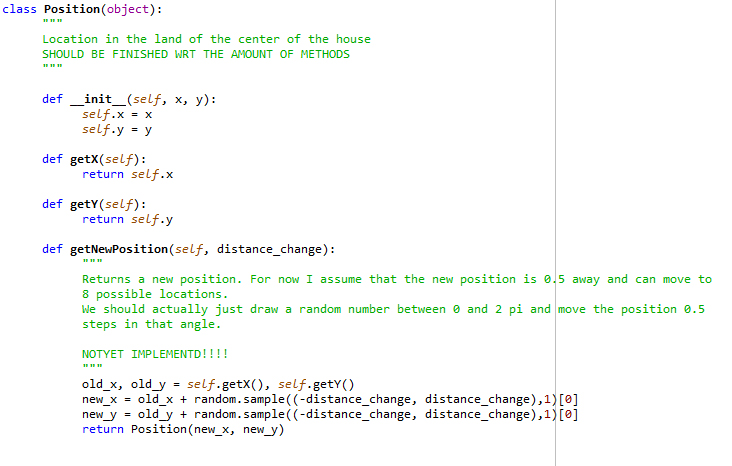 class Position(object):
"""
Location in the land of the center of the house
SHOULD BE FINISHED WRT THE AMOUNT OF METHODS
"""
def __init__(self, x, y):
self.x = x
self.y = y
def getX(self):
return self.x
def getY(self):
return self.y
def getNewPosition(self, distance_change):
"""
Returns a new position. For now I assume that the new position is 0.5 away and can move to
8 possible locations.
We should actually just draw a random number between 0 and 2 pi and move the position 0.5
steps in that angle.
NOTYET IMPLEMENTD!!!!
"""
old_x, old_y = self.getX(), self.getY()
new_x = old_x + random.sample((-distance_change, distance_change),1)[0]
new_y = old_y + random.sample((-distance_change, distance_change),1)[0]
return Position(new_x, new_y)